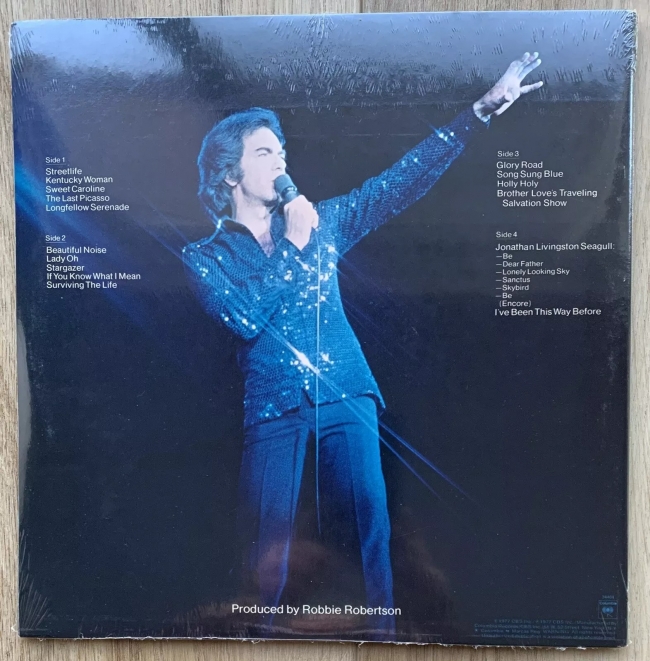 Side 1
Streetlife
Kentucky Woman
Sweet Caroline
The Last Picasso
Longfellow Serenade
Side 2
Beautiful Noise
Lady Oh
Stargazer
If You Know What I Mean
Surviving The Life
Side 3
Glory Road
Song Sung Blue
Holly Holy
Brother Love's Traveling
Salvation Show
Side 4
Jonathan Livingston Seagull:
—Be
—Dear Father
—Lonely Looking Sky
—Sanctus
—Skybird
—Be
(Encore)
I've Been This Way Before
Produced by Robbie Robertson